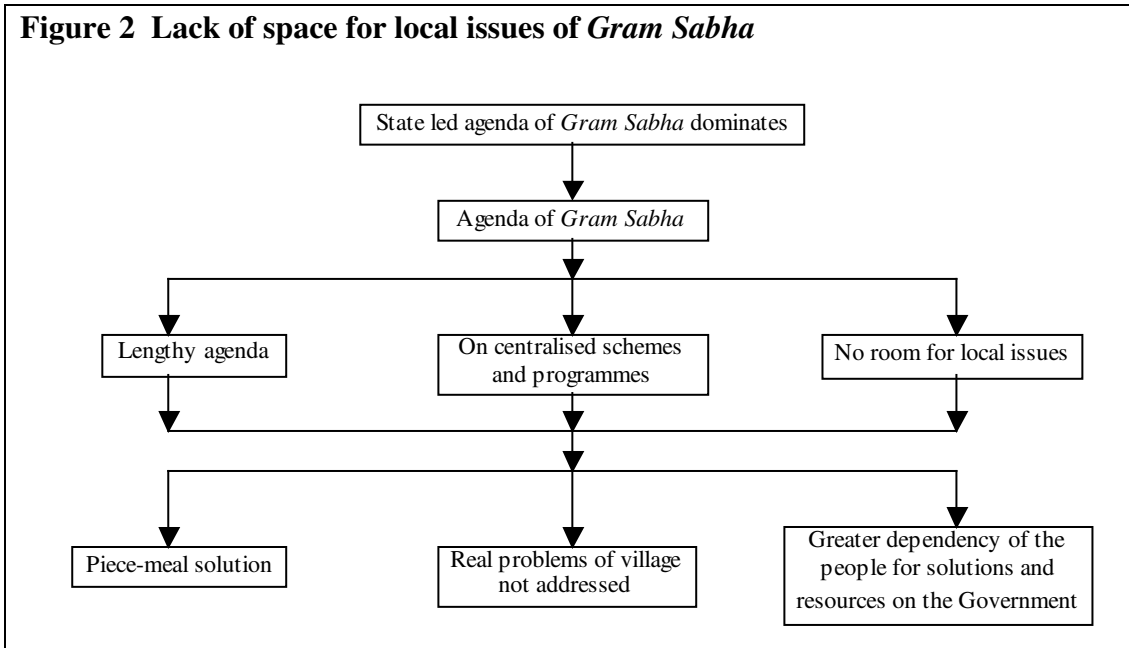 Figure 2 Lack of space for local issues of Gram Sabha
State led agenda of Gram Sabha dominates
Agenda of Gram Sabha
Lengthy agenda
On centralised schemes
and programmes
No room for local issues
Piece-meal solution
Real problems of village
not addressed
Greater dependency of the
people for solutions and
resources on the Government